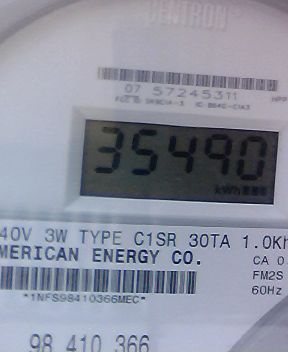 CENTRON
07 57245311
35490
kWh
40V 3W TYPE C1SR 30TA 1.0Kh
MERICAN ENERGY CO.
CA 0.
FM2S
*1NFS98410366MEC*
60Hz
98 410 366